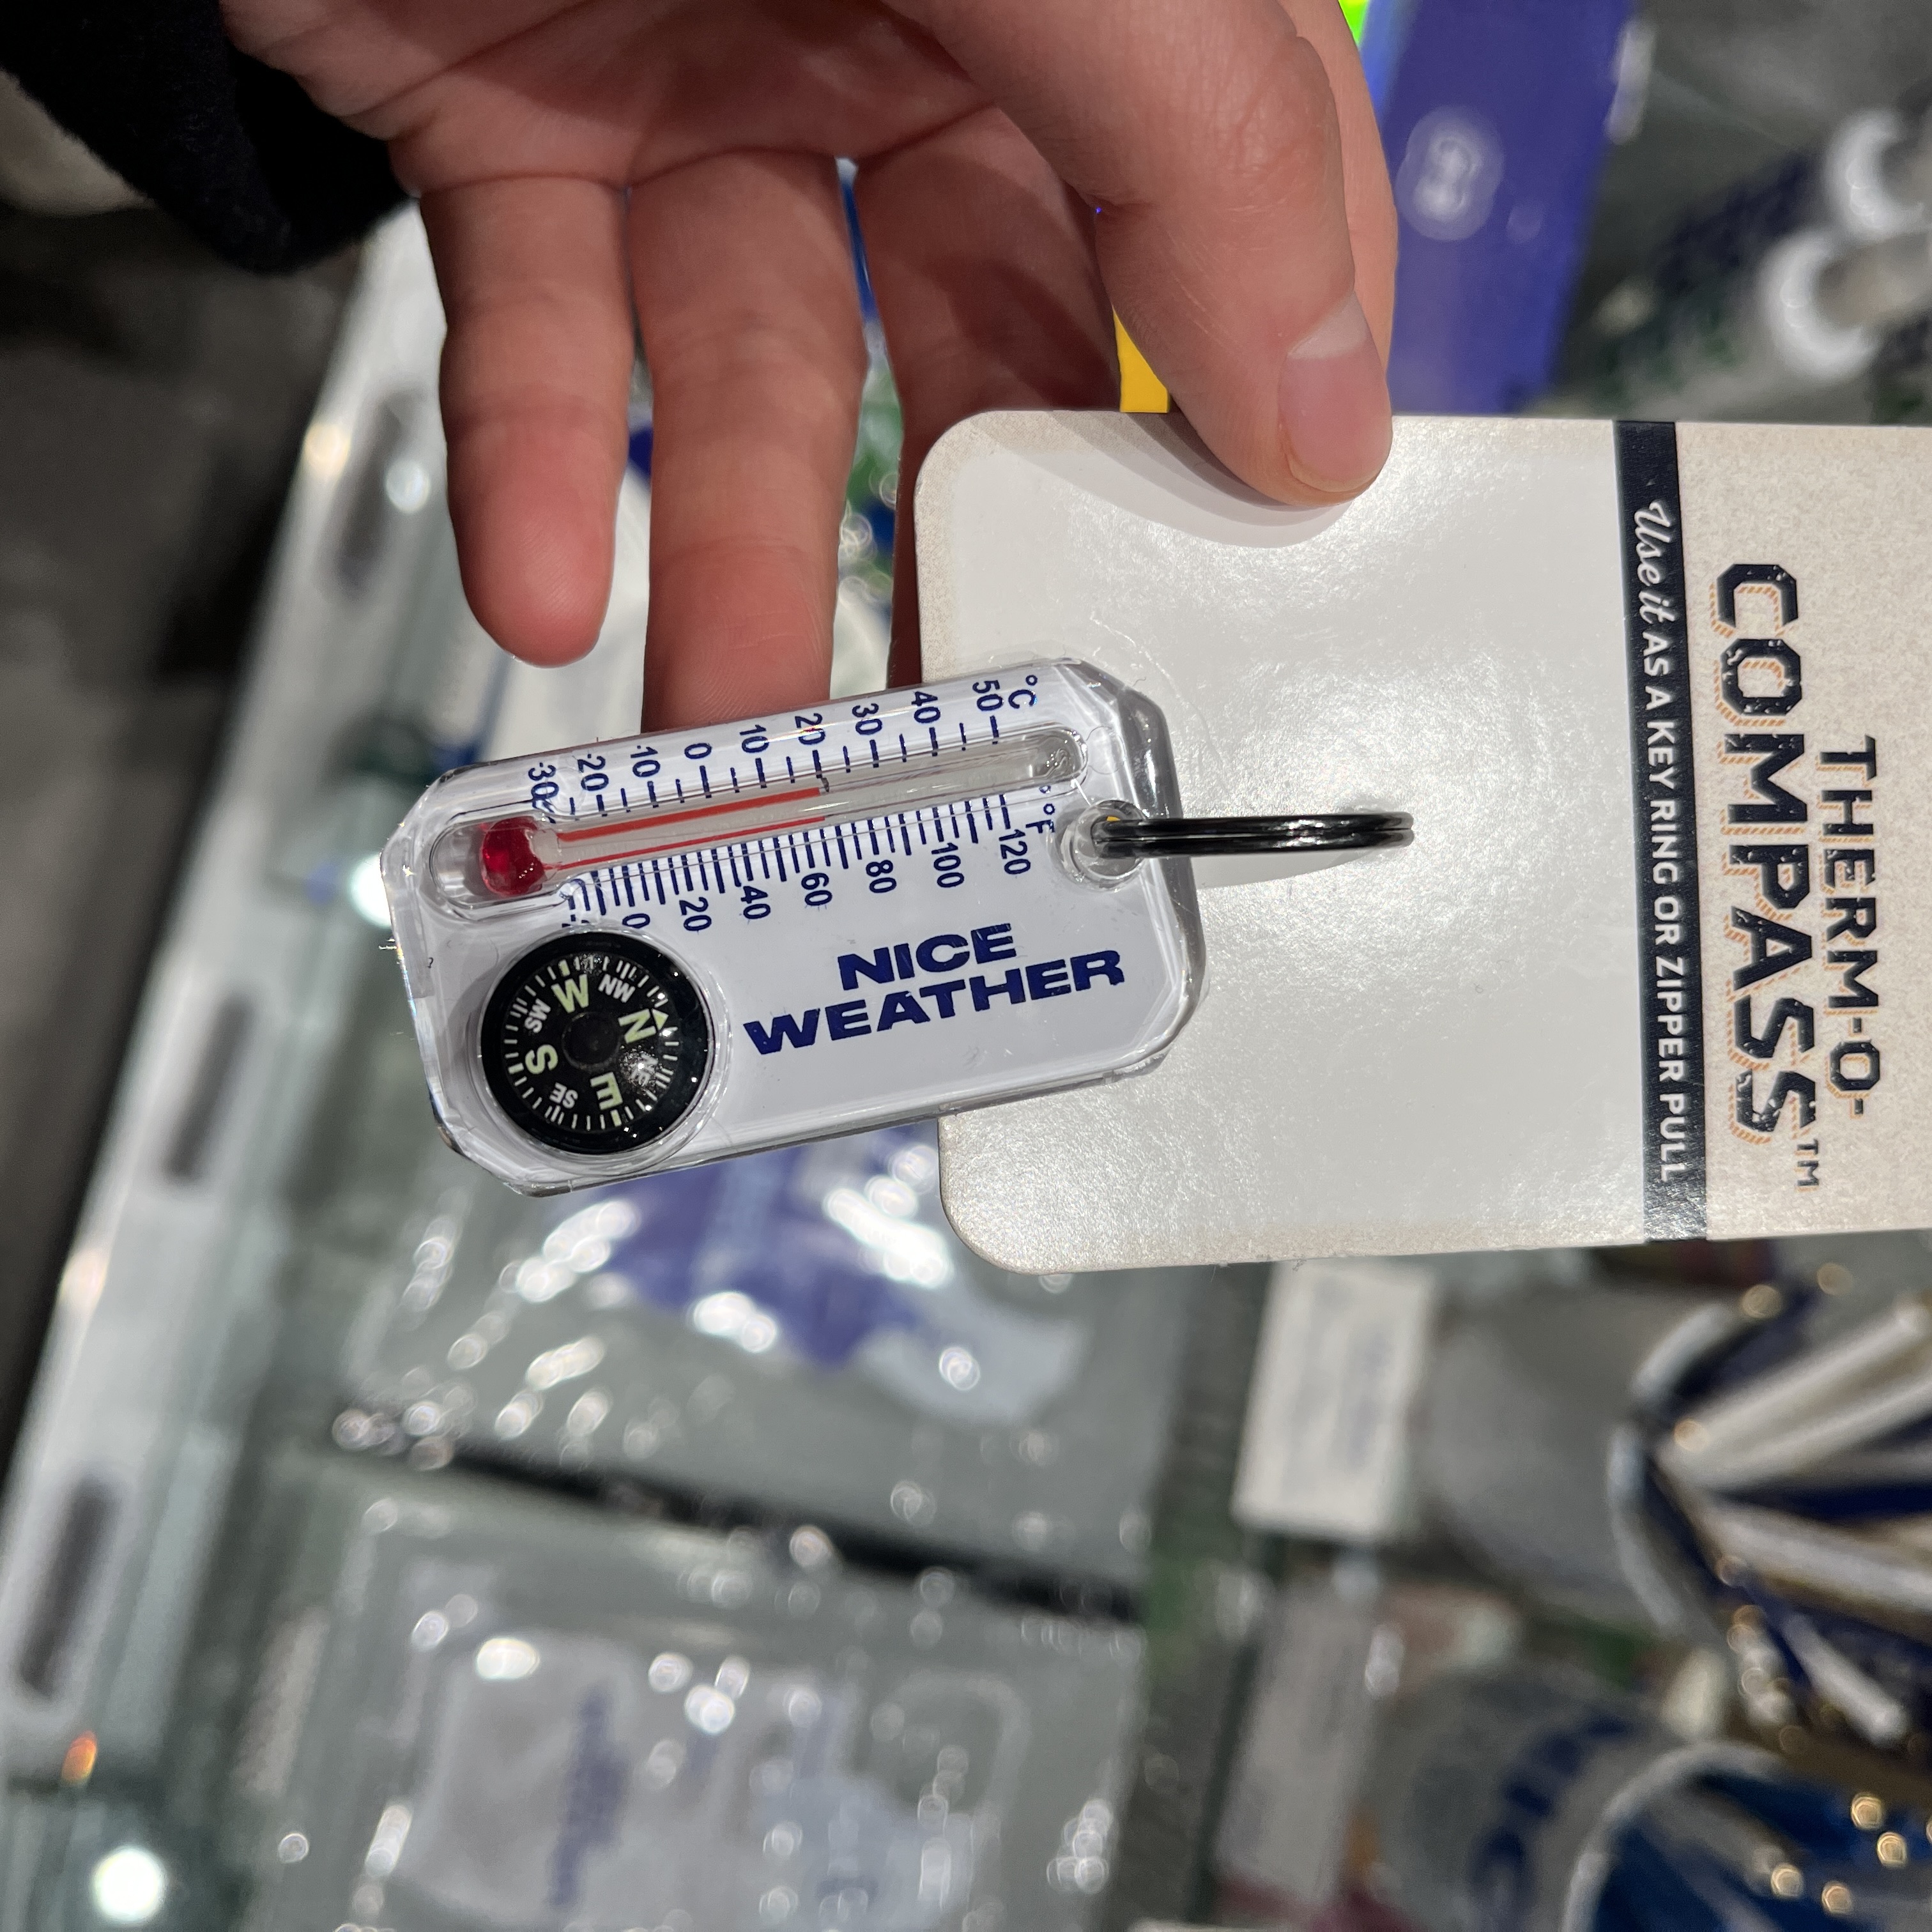 °C
50
40
30
20
10
0
-10
-20
-30
°F
120
100
80
60
40
20
0
NICE
WEATHER
N
NE
E
SE
S
SW
W
NW
Use it AS A KEY RING OR ZIPPER PULL
THERM-O-
COMPASS™